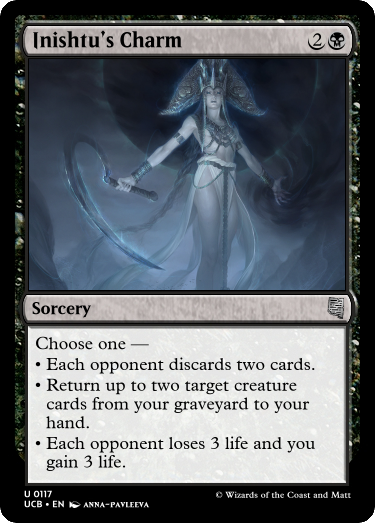 Inishtu's Charm 2
Sorcery
Choose one —
• Each opponent discards two cards.
• Return up to two target creature
cards from your graveyard to your
hand.
• Each opponent loses 3 life and you
gain 3 life.
U 0117
UCB • EN ANNA-PAVLEEVA
© Wizards of the Coast and Matt